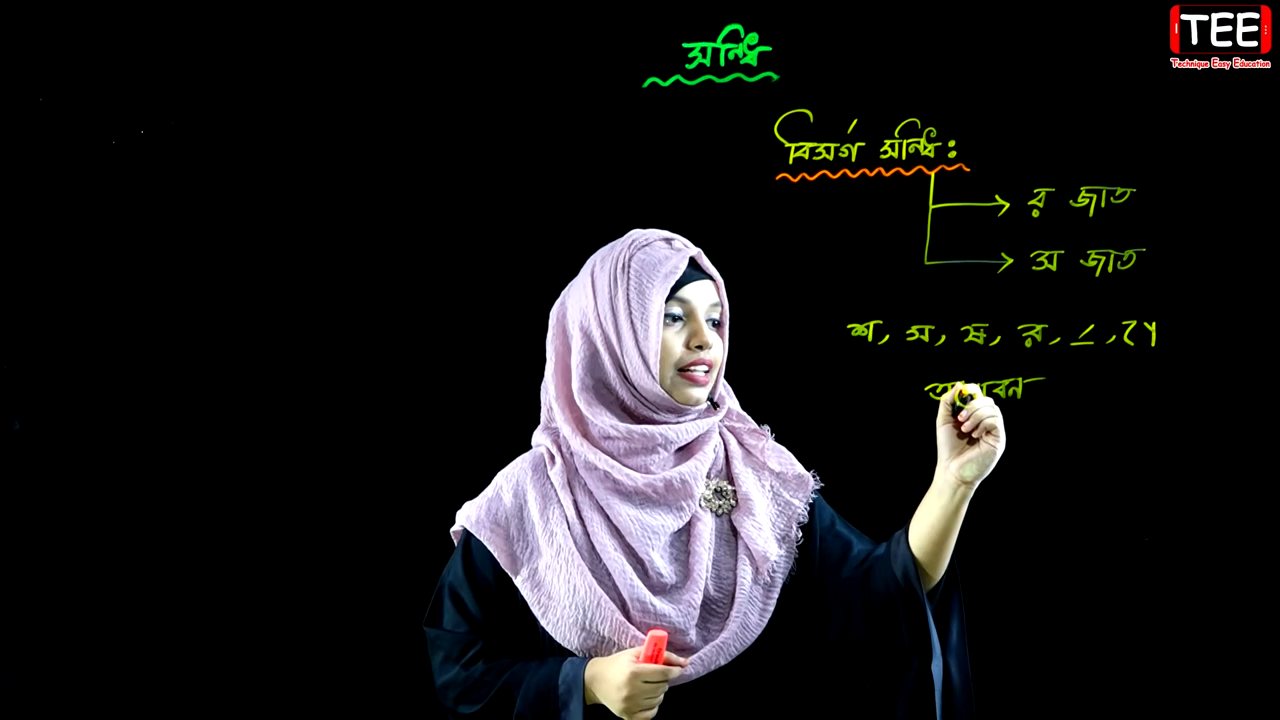 TEE
Technique Easy Education
সন্ধি
বিসর্গ সন্ধি:
র জাত
স জাত
শ, স, ষ, র,